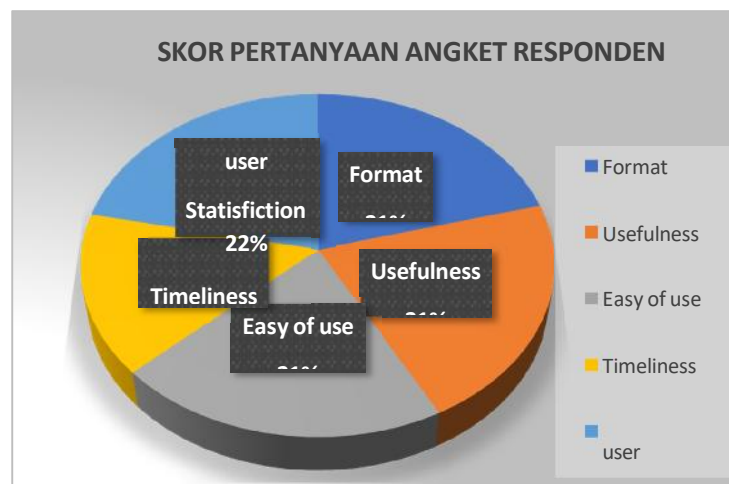 SKOR PERTANYAAN ANGKET RESPONDEN
user
Statisfiction
22%
Format
Usefulness
Timeliness
Easy of use
Format
Usefulness
Easy of use
Timeliness
user